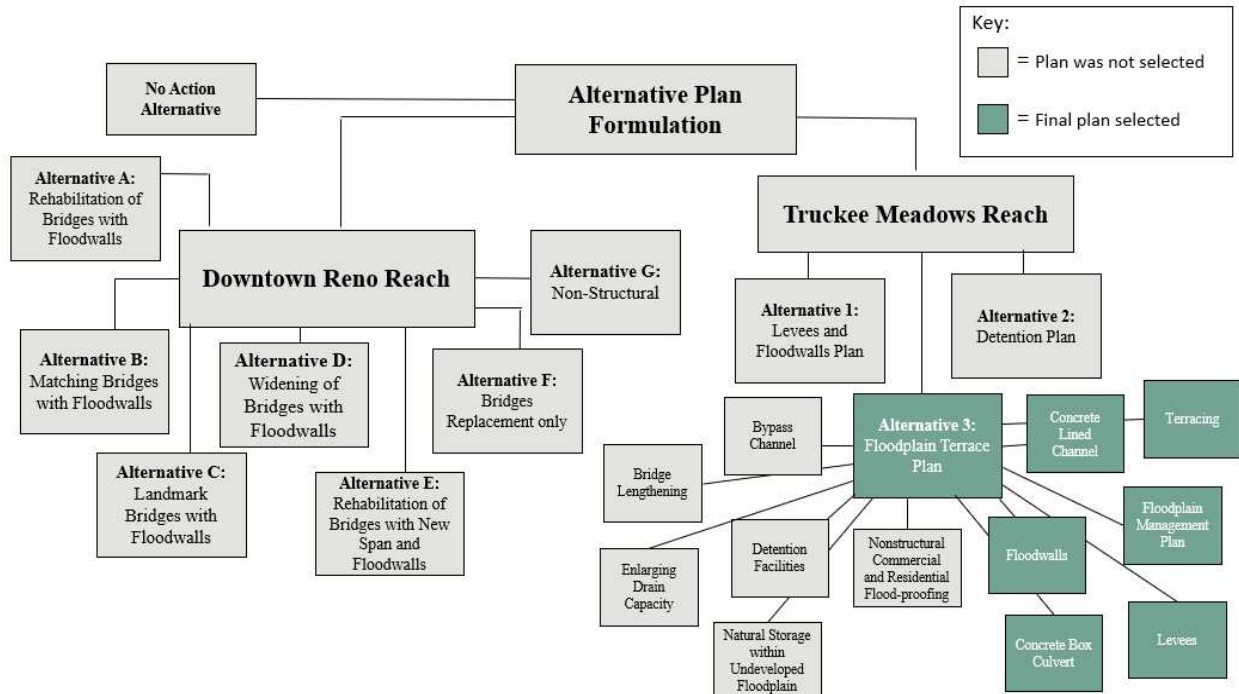 Key:
= Plan was not selected
= Final plan selected
Alternative Plan
Formulation
No Action
Alternative
Alternative A:
Rehabilitation of
Bridges with
Floodwalls
Downtown Reno Reach
Alternative G:
Non-Structural
Alternative B:
Matching Bridges
with Floodwalls
Alternative D:
Widening of
Bridges with
Floodwalls
Alternative F:
Bridges
Replacement only
Alternative C:
Landmark
Bridges with
Floodwalls
Alternative E:
Rehabilitation of
Bridges with New
Span and
Floodwalls
Truckee Meadows Reach
Alternative 1:
Levees and
Floodwalls Plan
Alternative 2:
Detention Plan
Alternative 3:
Floodplain Terrace
Plan
Bypass
Channel
Bridge
Lengthening
Enlarging
Drain
Capacity
Detention
Facilities
Natural Storage
within
Undeveloped
Floodplain
Nonstructural
Commercial
and Residential
Flood-proofing
Concrete
Lined
Channel
Terracing
Floodplain
Management
Plan
Floodwalls
Concrete Box
Culvert
Levees